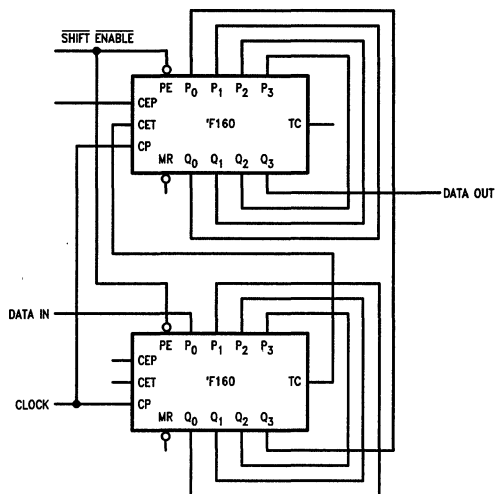 SHIFT ENABLE
PE P0 P1 P2 P3
CEP
CET 'F160 TC
CP
MR Q0 Q1 Q2 Q3
DATA OUT
DATA IN
PE P0 P1 P2 P3
CEP
CET 'F160 TC
CLOCK CP
MR Q0 Q1 Q2 Q3